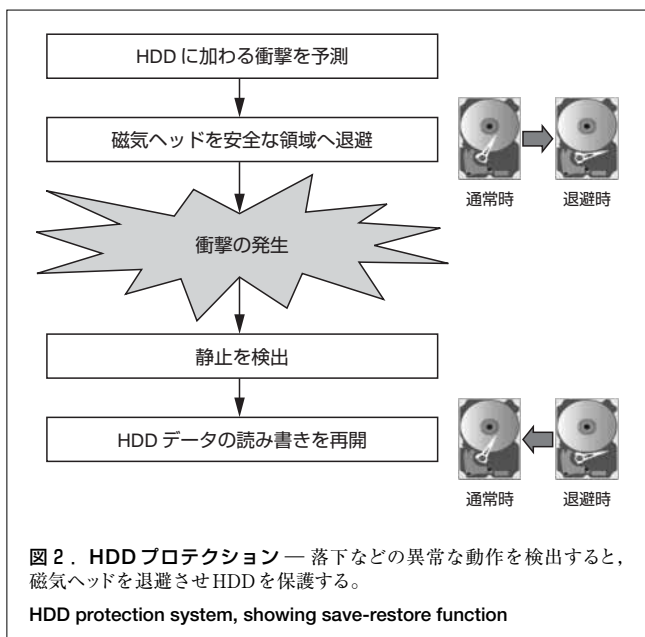 HDD に加わる衝撃を予測
磁気ヘッドを安全な領域へ退避
通常時
退避時
衝撃の発生
静止を検出
HDD データの読み書きを再開
通常時
退避時
図 2 . HDD プロテクション — 落下などの異常な動作を検出すると,
磁気ヘッドを退避させHDDを保護する。
HDD protection system, showing save-restore function